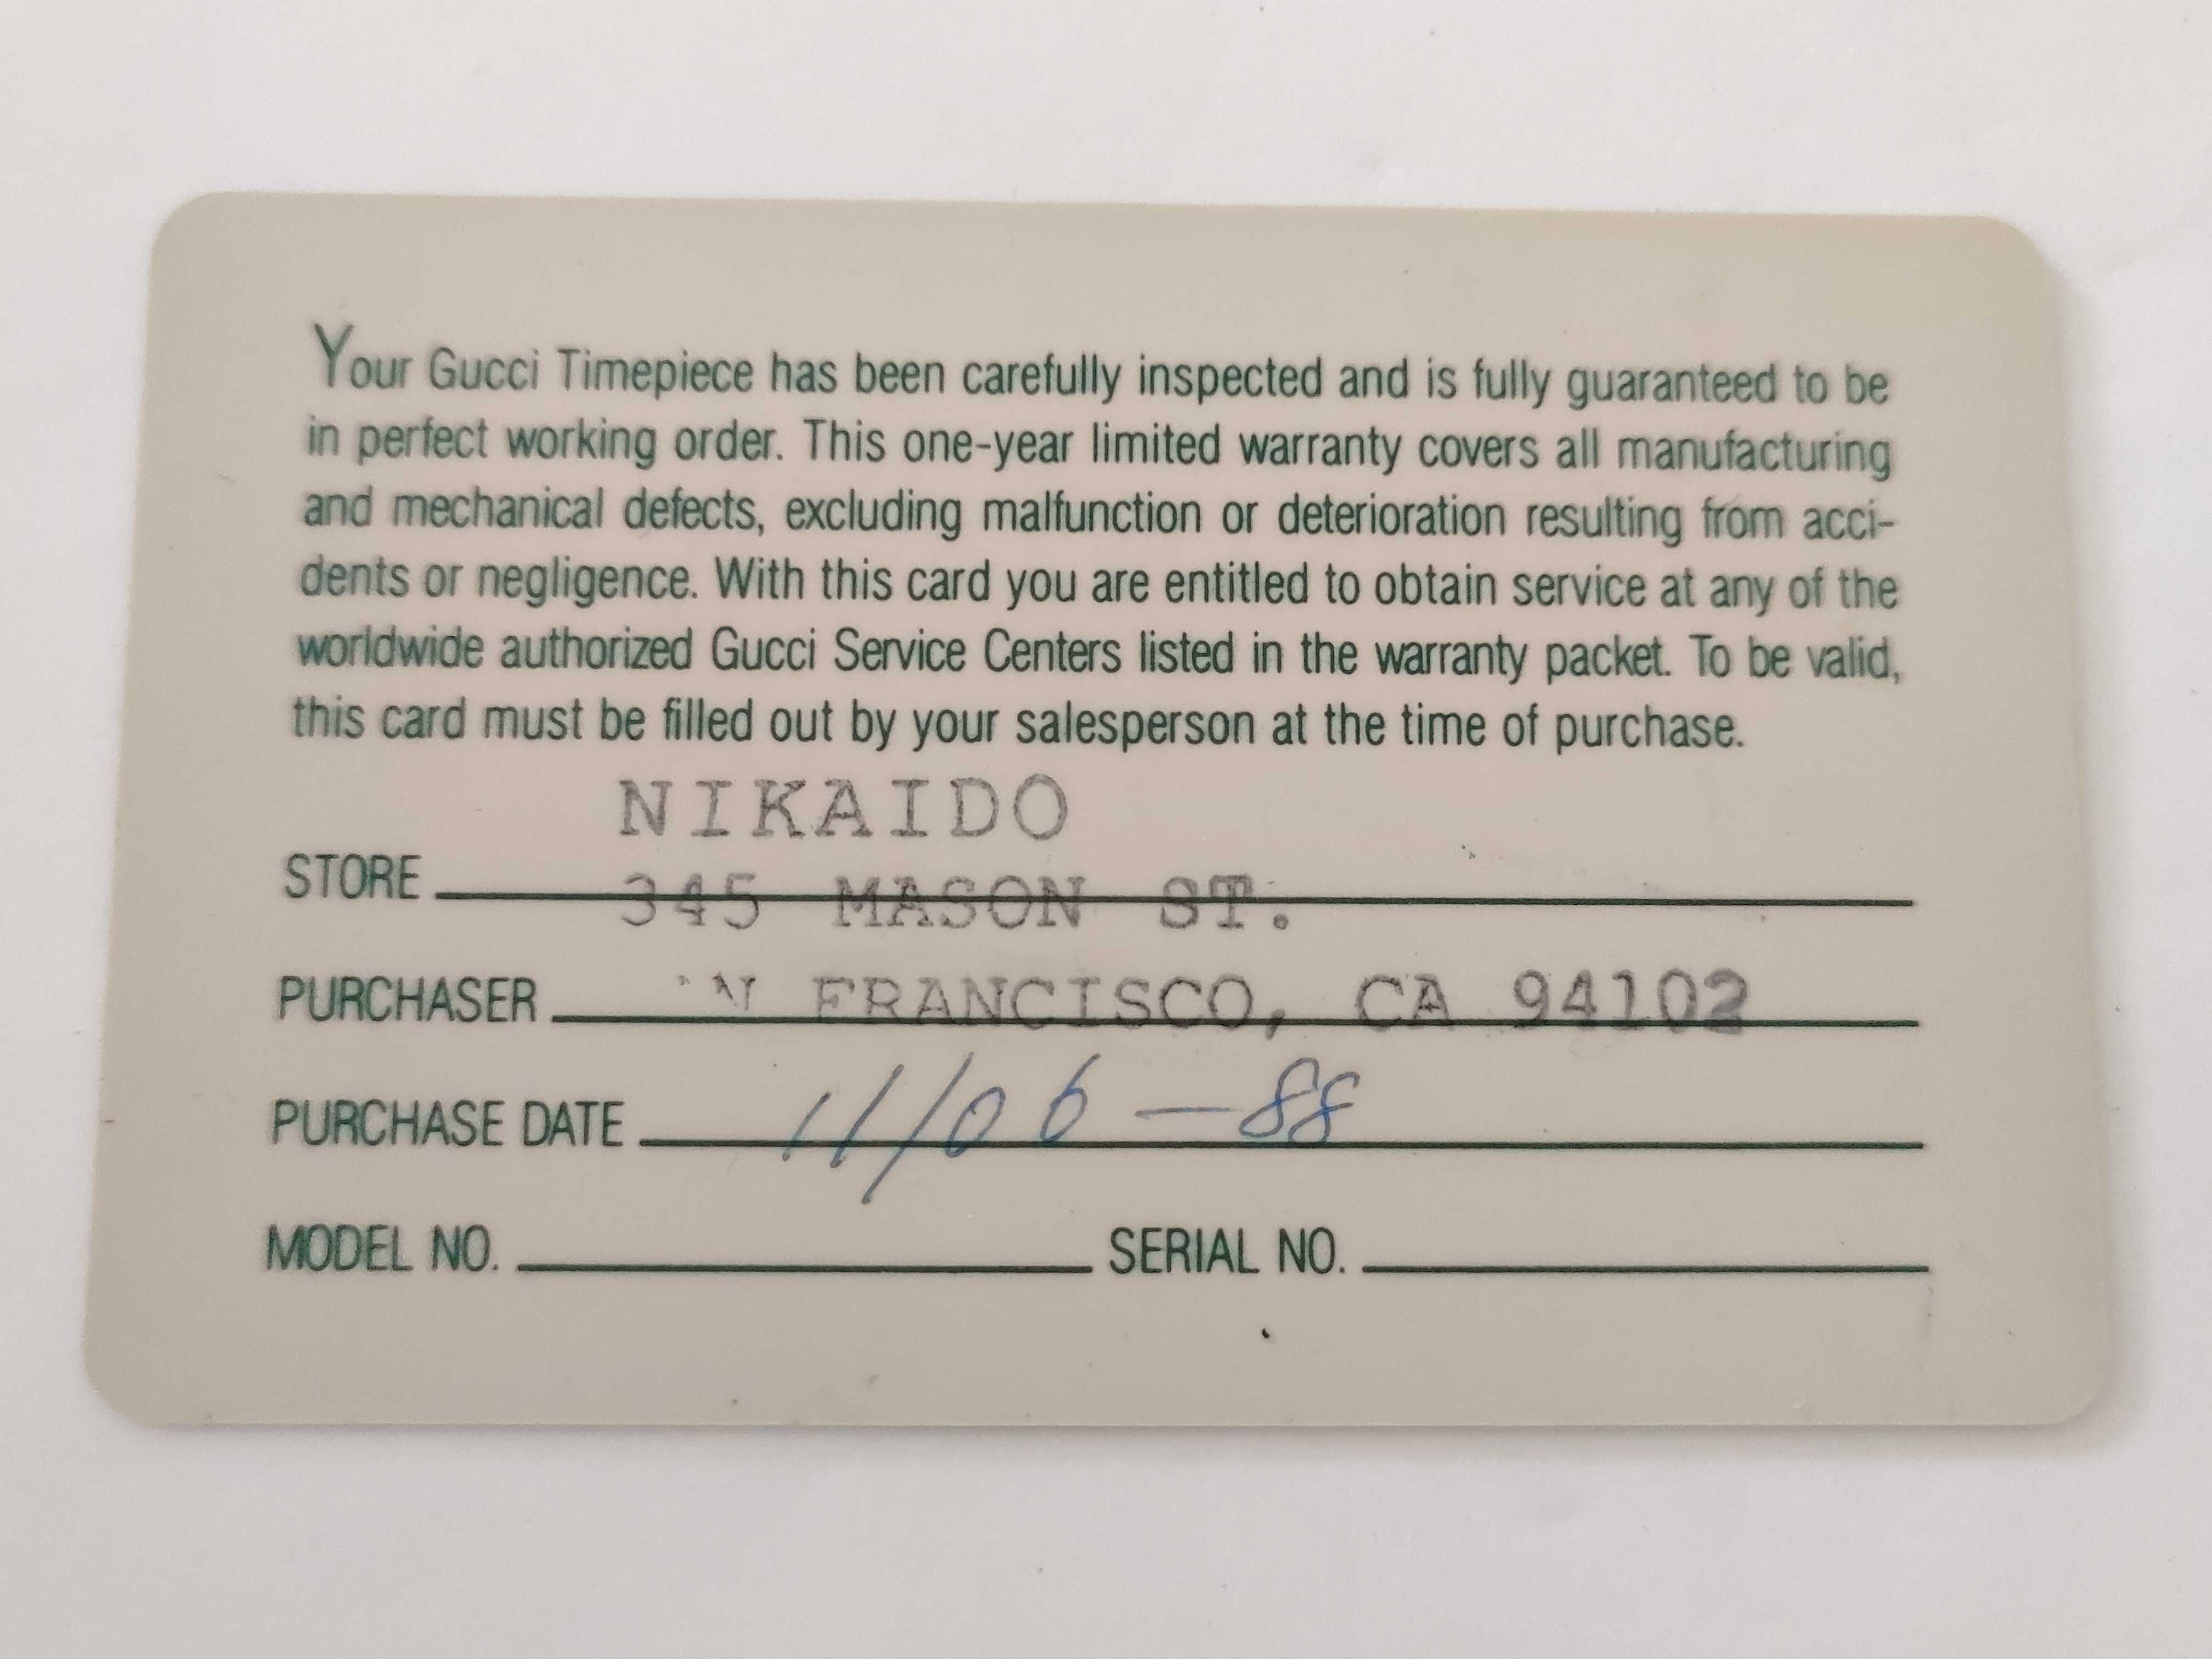 Your Gucci Timepiece has been carefully inspected and is fully guaranteed to be
in perfect working order. This one-year limited warranty covers all manufacturing
and mechanical defects, excluding malfunction or deterioration resulting from acci-
dents or negligence. With this card you are entitled to obtain service at any of the
worldwide authorized Gucci Service Centers listed in the warranty packet. To be valid,
this card must be filled out by your salesperson at the time of purchase.
NIKAIDO
STORE 345 MASON ST.
PURCHASER FRANCISCO, CA 94102
PURCHASE DATE 11/06-88
MODEL NO. SERIAL NO.